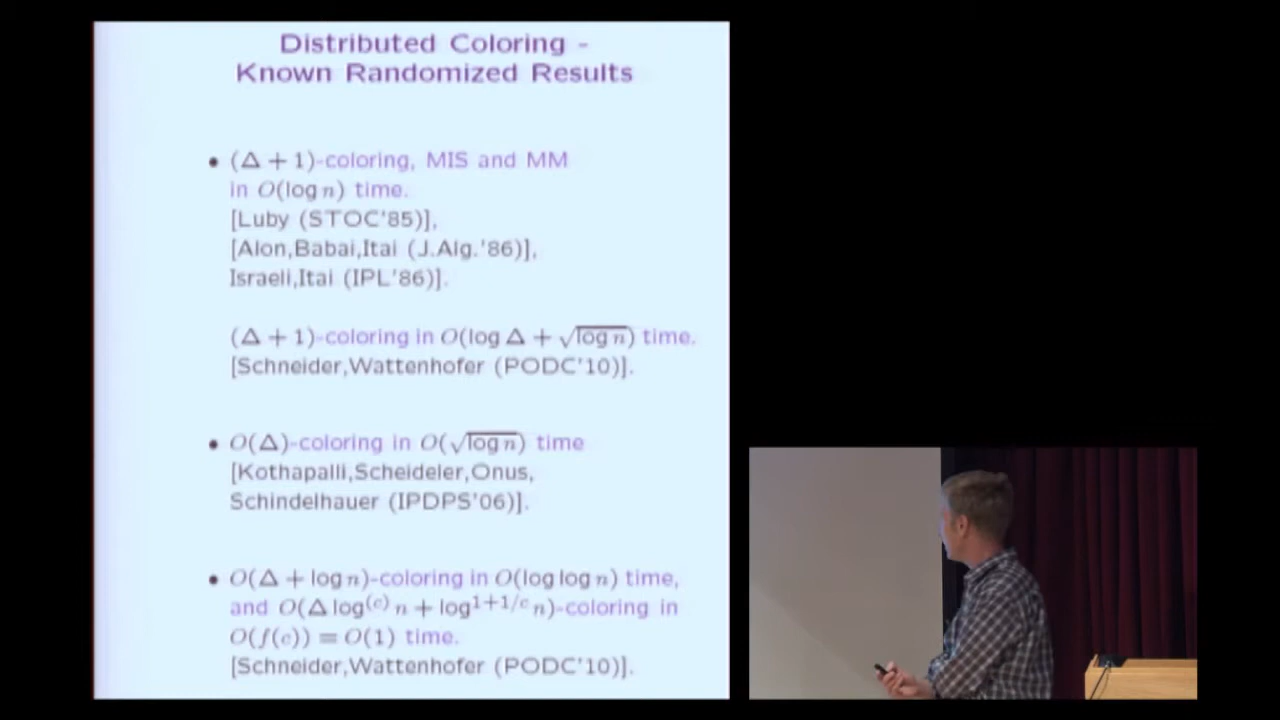 Distributed Coloring -
Known Randomized Results
• (Δ + 1)-coloring, MIS and MM
in O(log n) time.
[Luby (STOC'85)],
[Alon,Babai,Itai (J.Alg.'86)],
Israeli,Itai (IPL'86)].
(Δ + 1)-coloring in O(log Δ + √log n) time.
[Schneider,Wattenhofer (PODC'10)].
• O(Δ)-coloring in O(√log n) time
[Kothapalli,Scheideler,Onus,
Schindelhauer (IPDPS'06)].
• O(Δ + log n)-coloring in O(log log n) time,
and O(Δ log^(c) n + log^{1+1/c} n)-coloring in
O(f(c)) = O(1) time.
[Schneider,Wattenhofer (PODC'10)].